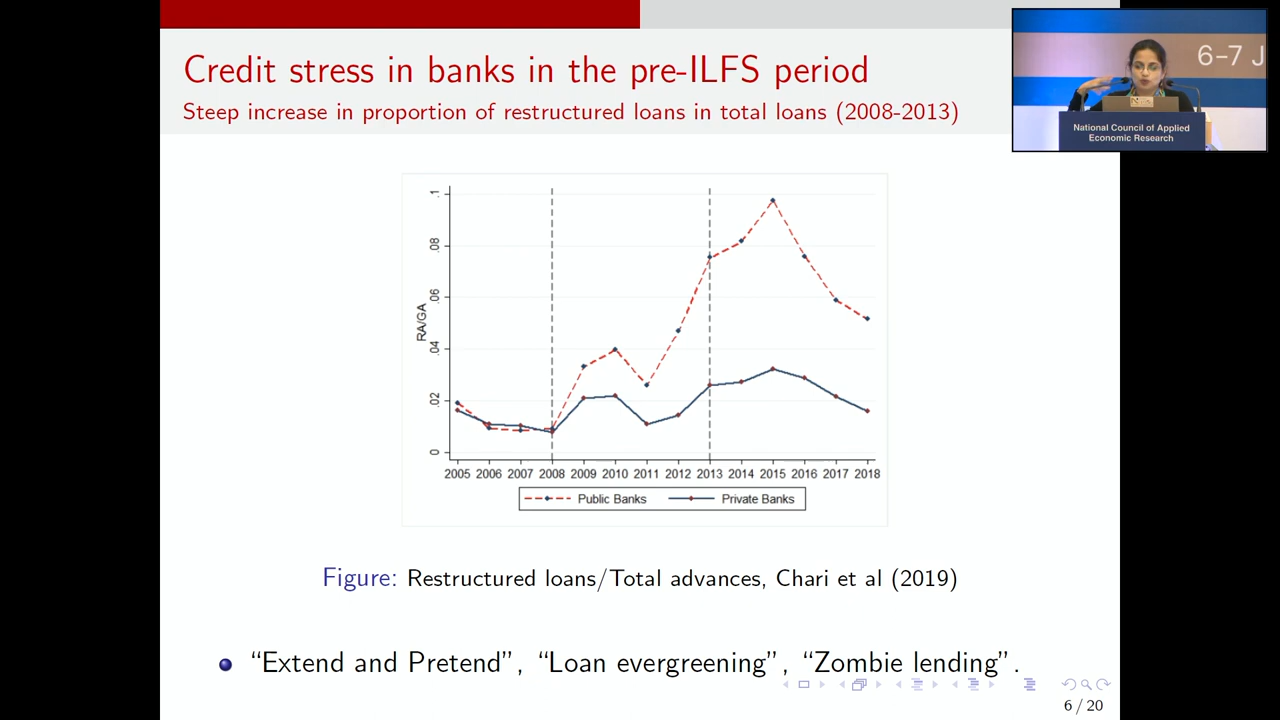 Credit stress in banks in the pre-ILFS period
Steep increase in proportion of restructured loans in total loans (2008-2013)
6-7 J
National Council of Applied
Economic Research
RA/GA
.1
.08
.06
.04
.02
0
2005 2006 2007 2008 2009 2010 2011 2012 2013 2014 2015 2016 2017 2018
Public Banks Private Banks
Figure: Restructured loans/Total advances, Chari et al (2019)
“Extend and Pretend”, “Loan evergreening”, “Zombie lending”.
6 / 20